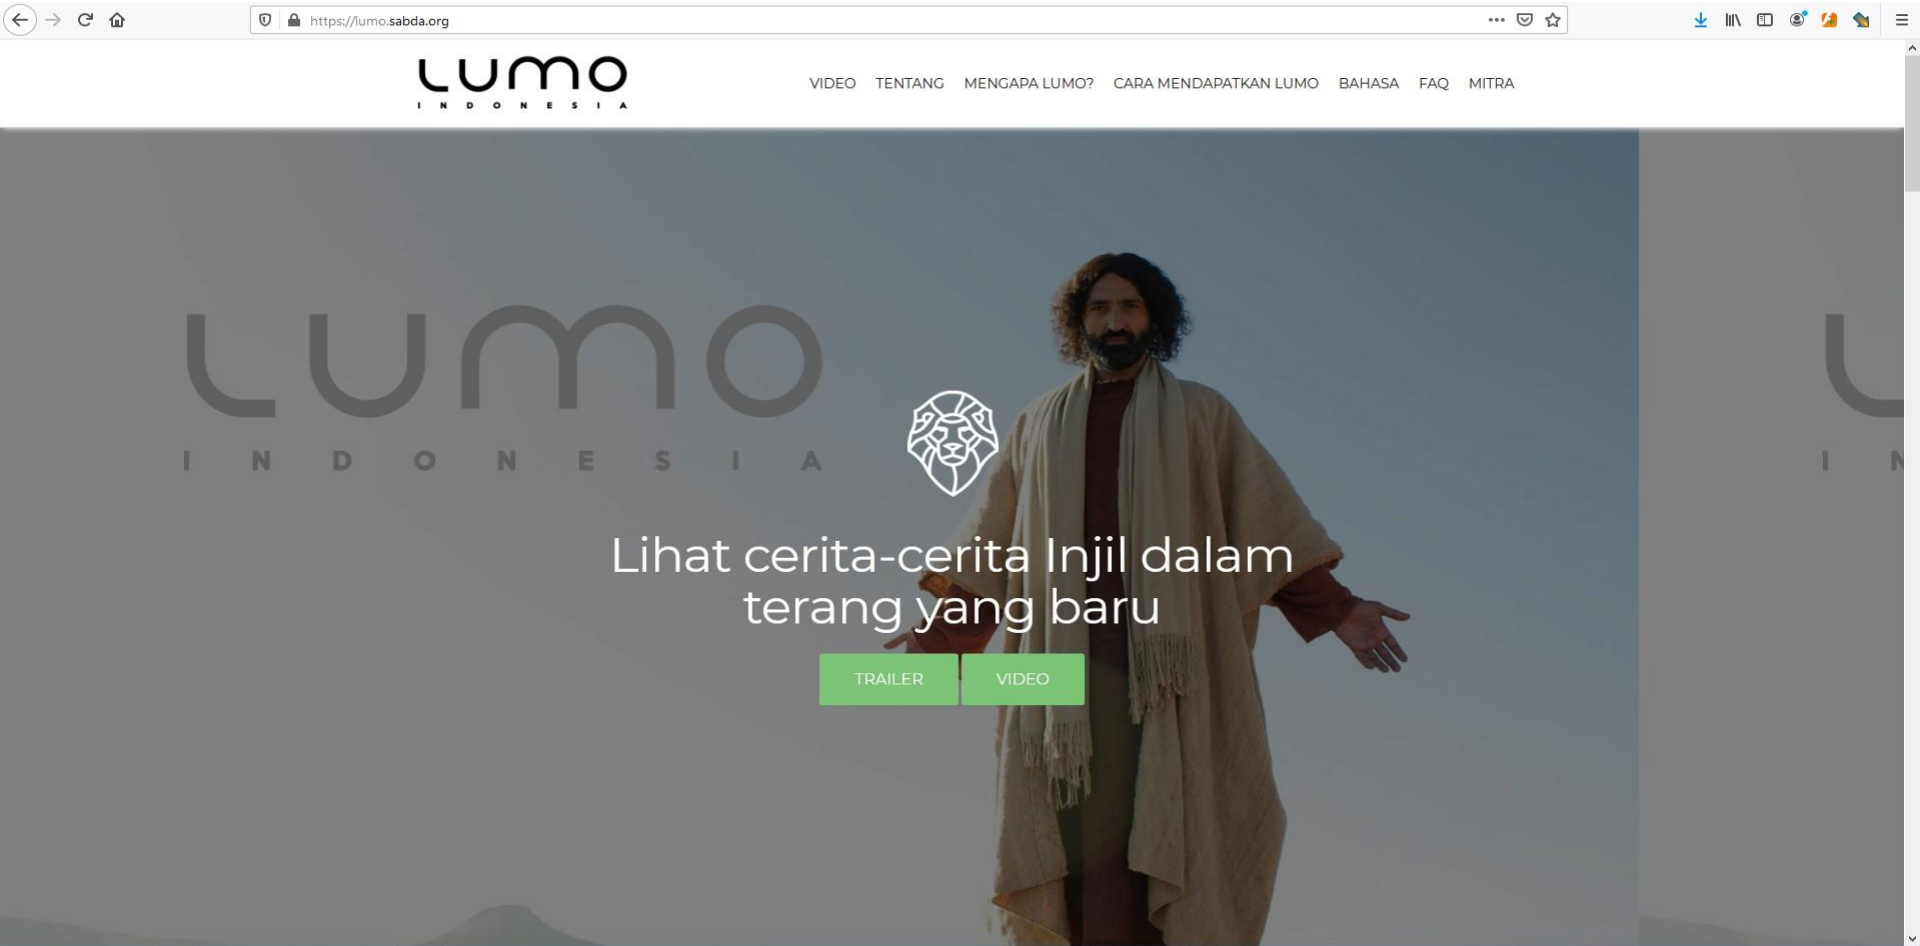 https://lumo.sabda.org
LUMO
INDONESIA
VIDEO TENTANG MENGAPA LUMO? CARA MENDAPATKAN LUMO BAHASA FAQ MITRA
LUMO
INDONESIA
L
I N
Lihat cerita-cerita Injil dalam
terang yang baru
TRAILER VIDEO